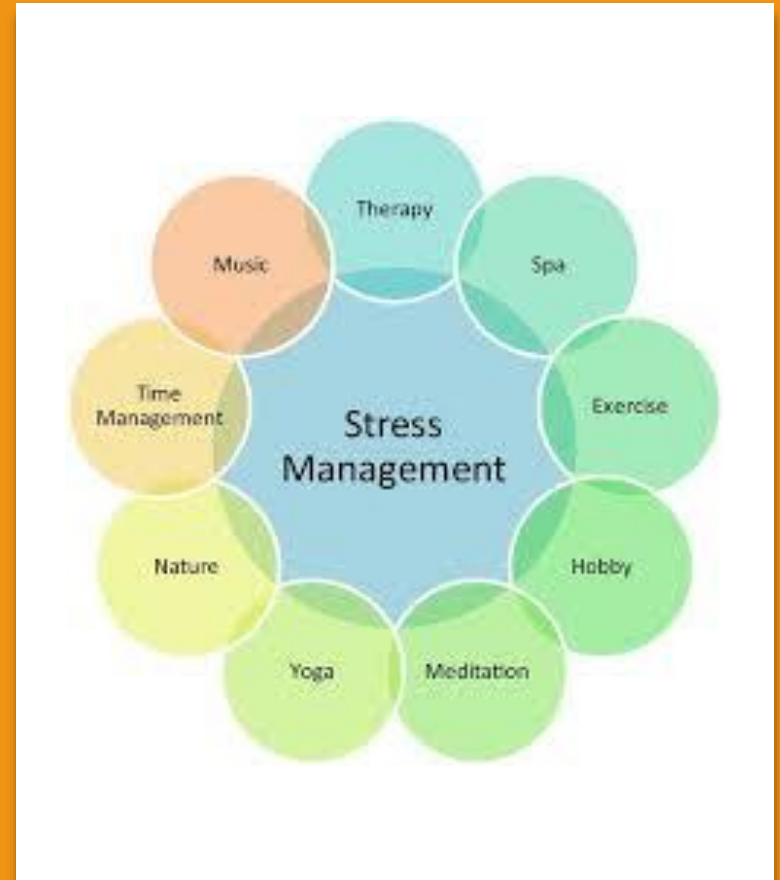 Therapy
Music
Spa
Time
Management
Exercise
Stress
Management
Nature
Hobby
Yoga
Meditation